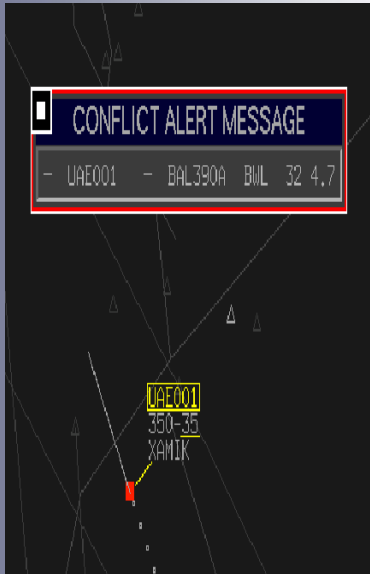 CONFLICT ALERT MESSAGE
- UAE001 - BAL390A BWL 32 4.7
UAE001
350-35
XAMIK